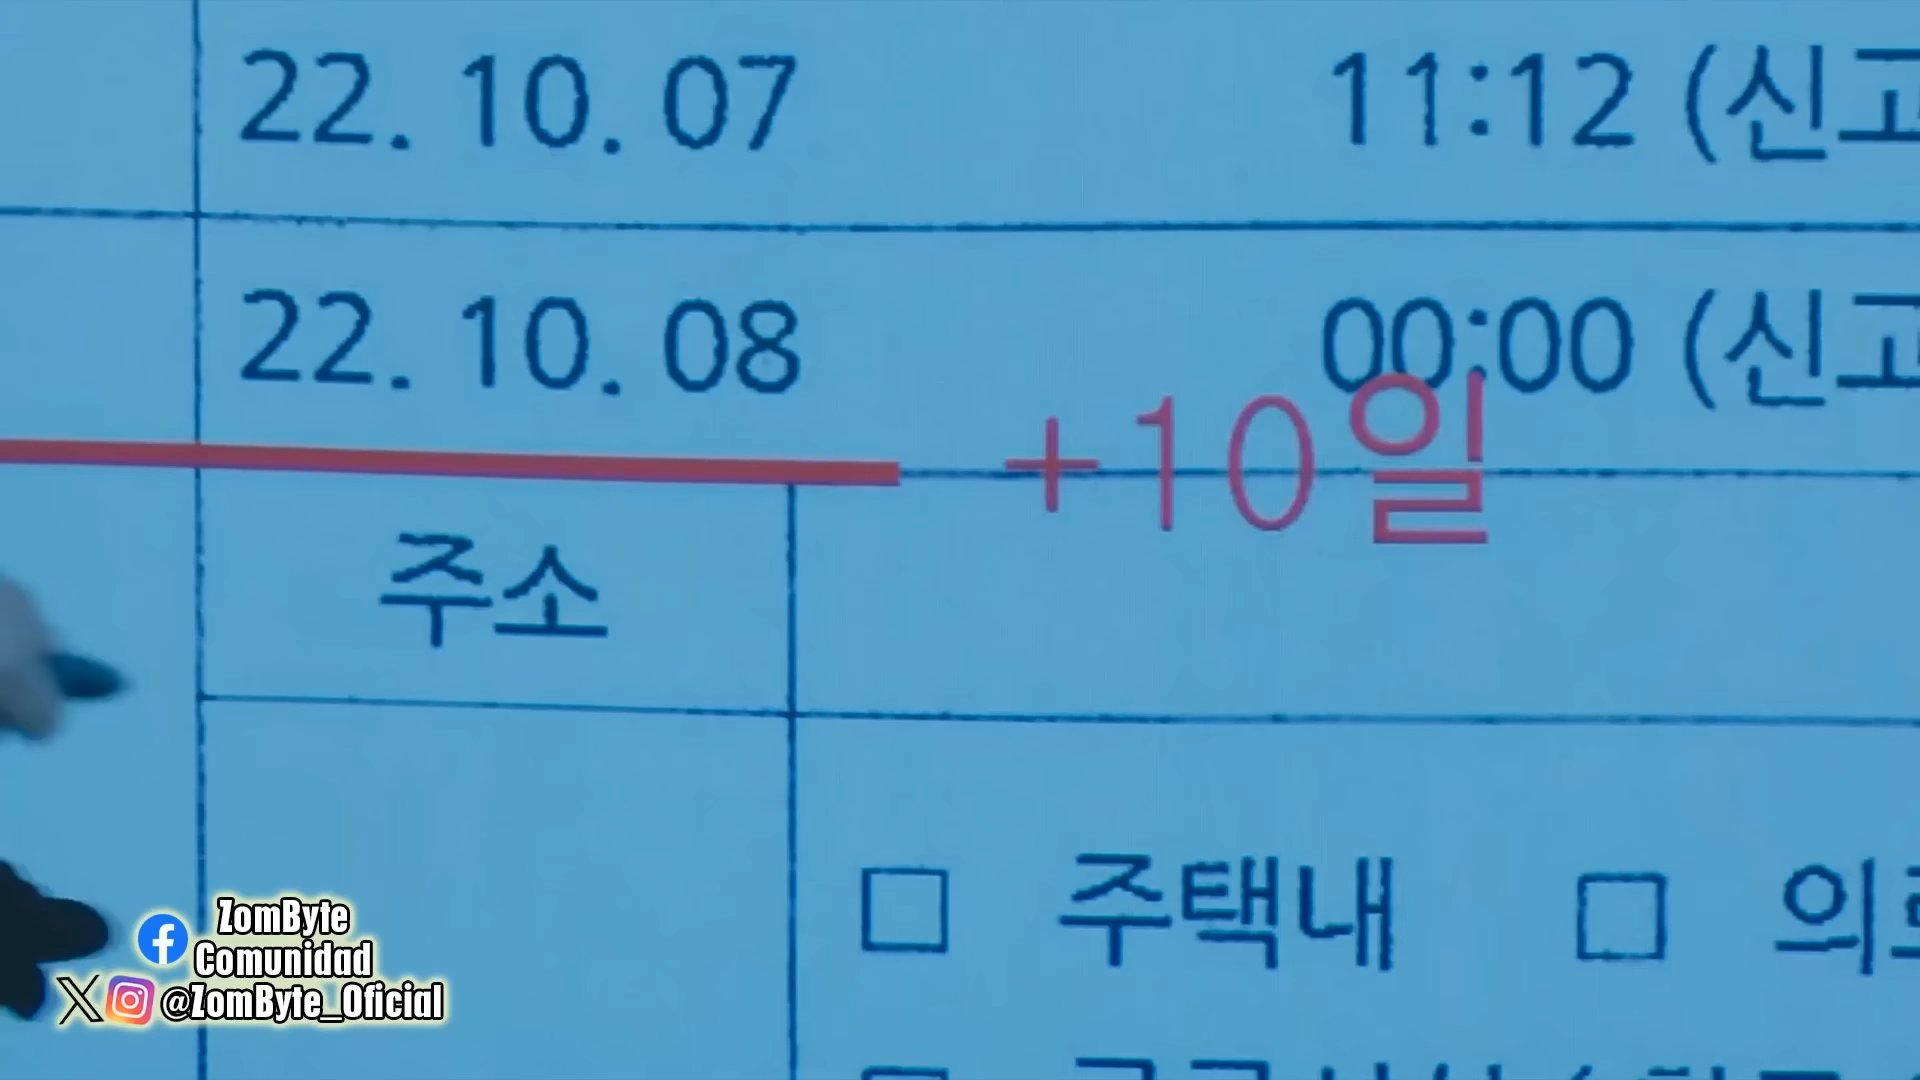 22. 10. 07 11:12 (신고
22. 10. 08 00:00 (신고
+10일
주소
□ 주택내 □
ZomByte
Comunidad
@ZomByte_Oficial